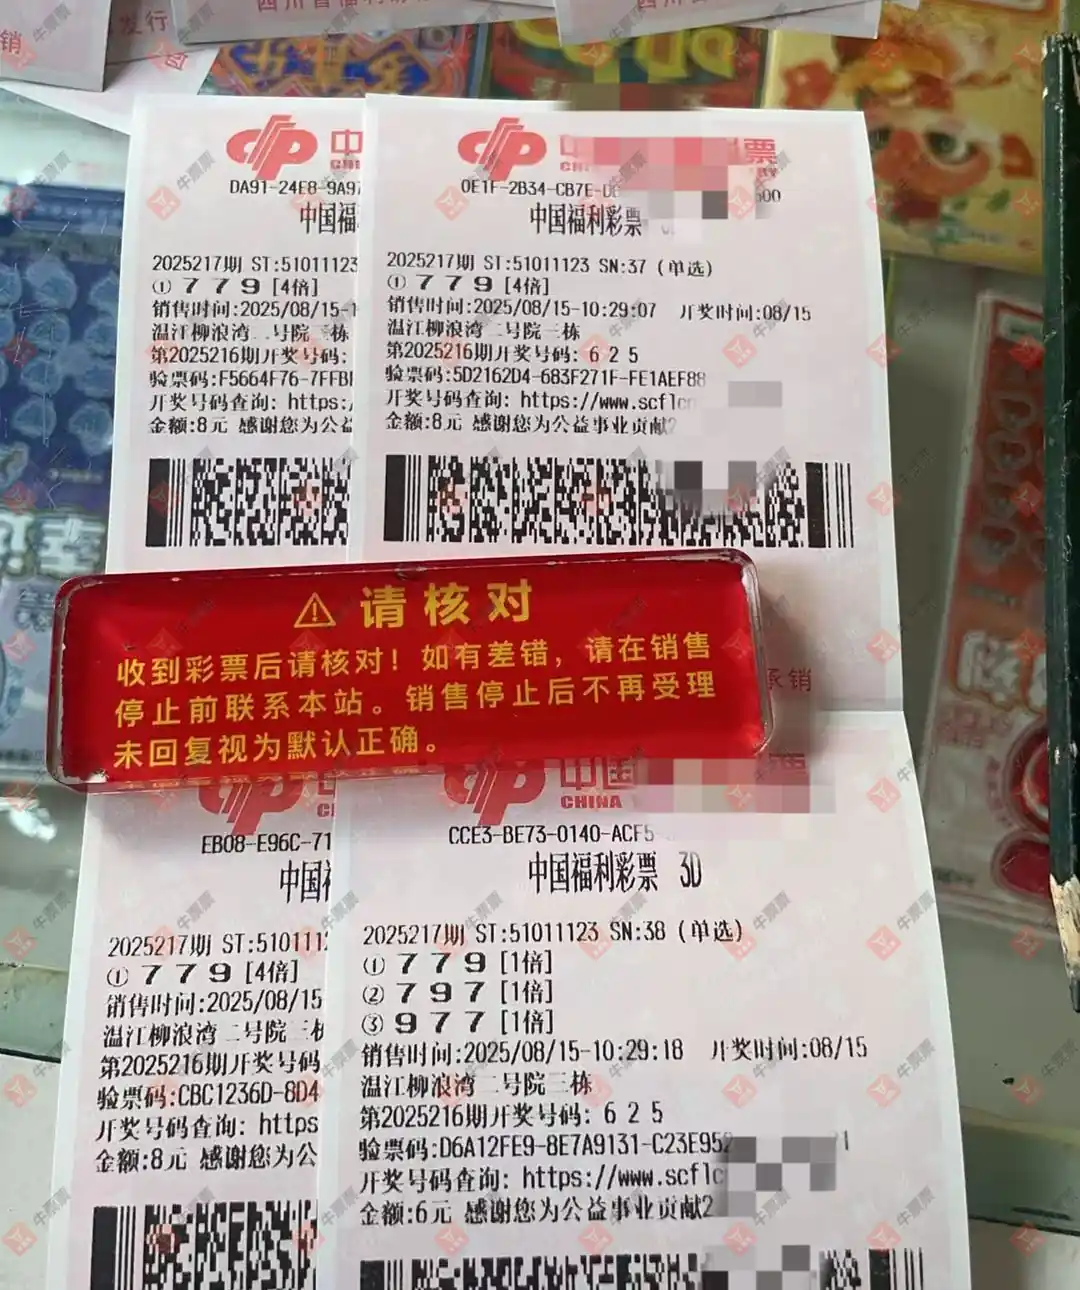 发行
销
中
DA91-24E8-9A97
中国福
2025217期 ST:51011123
① 7 7 9 [4倍]
销售时间:2025/08/15-1
温江柳浪湾二号院三栋
第2025216期开奖号码:
验票码:F5664F76-7FFB
开奖号码查询: https:/
金额:8元 感谢您为公益
票
0E1F-2B34-CB7E-D
中国福利彩票
2025217期 ST:51011123 SN:37 (单选)
① 7 7 9 [4倍]
销售时间:2025/08/15-10:29:07 开奖时间:08/15
温江柳浪湾二号院三栋
第2025216期开奖号码: 6 2 5
验票码:5D2162D4-683F271F-FE1AEF88
开奖号码查询: https://www.scflc
金额:8元 感谢您为公益事业贡献2
承销
⚠ 请核对
收到彩票后请核对！如有差错，请在销售
停止前联系本站。销售停止后不再受理
未回复视为默认正确。
EB08-E96C-71
中国
2025217期 ST:5101112
① 7 7 9 [4倍]
销售时间:2025/08/15
温江柳浪湾二号院三栋
第2025216期开奖号码
验票码:CBC1236D-8D4
开奖号码查询: https
金额:8元 感谢您为公
中国
CHINA
CCE3-BE73-0140-ACF5-
中国福利彩票 3D
2025217期 ST:51011123 SN:38 (单选)
① 7 7 9 [1倍]
② 7 9 7 [1倍]
③ 9 7 7 [1倍]
销售时间:2025/08/15-10:29:18 开奖时间:08/15
温江柳浪湾二号院三栋
第2025216期开奖号码: 6 2 5
验票码:D6A12FE9-8E7A9131-C23E952
开奖号码查询: https://www.scflc
金额:6元 感谢您为公益事业贡献2
牛票票